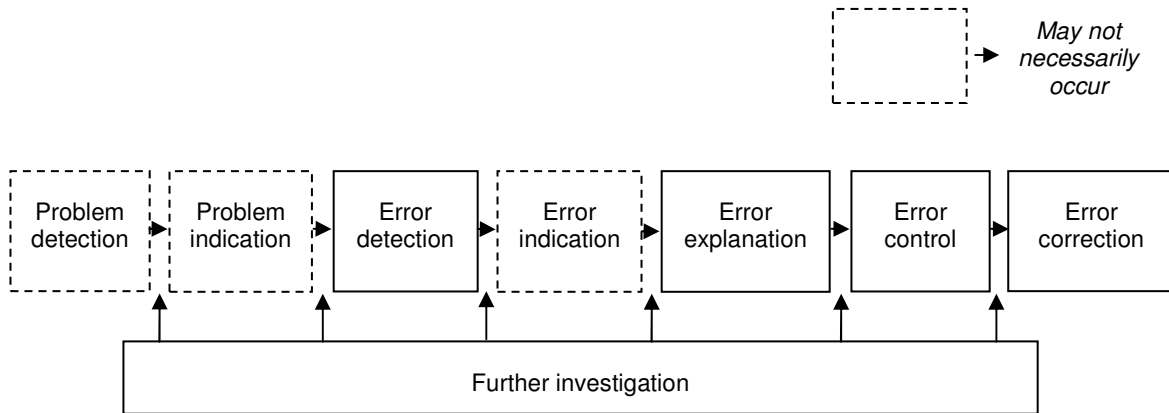 May not
necessarily
occur
Problem
detection
Problem
indication
Error
detection
Error
indication
Error
explanation
Error
control
Error
correction
Further investigation